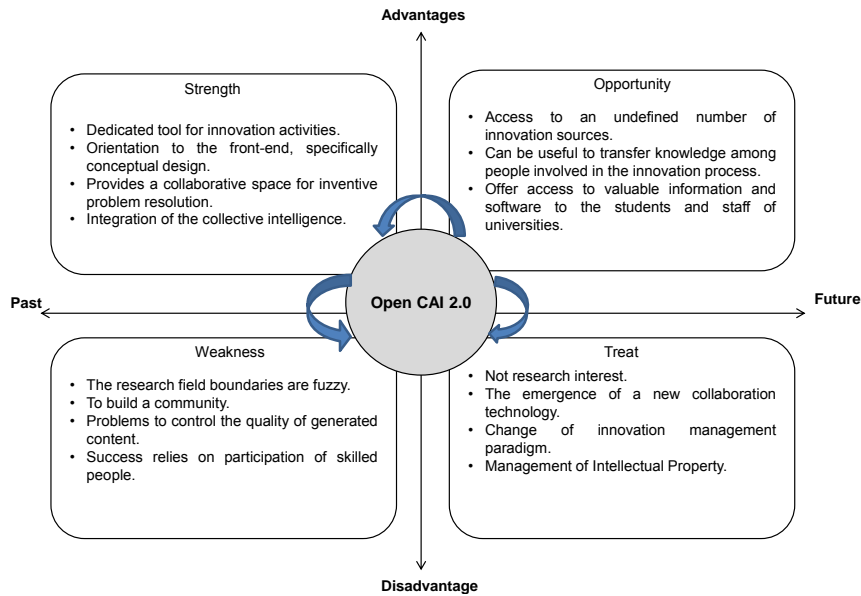 Advantages
Strength
• Dedicated tool for innovation activities.
• Orientation to the front-end, specifically
conceptual design.
• Provides a collaborative space for inventive
problem resolution.
• Integration of the collective intelligence.
Opportunity
• Access to an undefined number of
innovation sources.
• Can be useful to transfer knowledge among
people involved in the innovation process.
• Offer access to valuable information and
software to the students and staff of
universities.
Past
Open CAI 2.0
Future
Weakness
• The research field boundaries are fuzzy.
• To build a community.
• Problems to control the quality of generated
content.
• Success relies on participation of skilled
people.
Treat
• Not research interest.
• The emergence of a new collaboration
technology.
• Change of innovation management
paradigm.
• Management of Intellectual Property.
Disadvantage